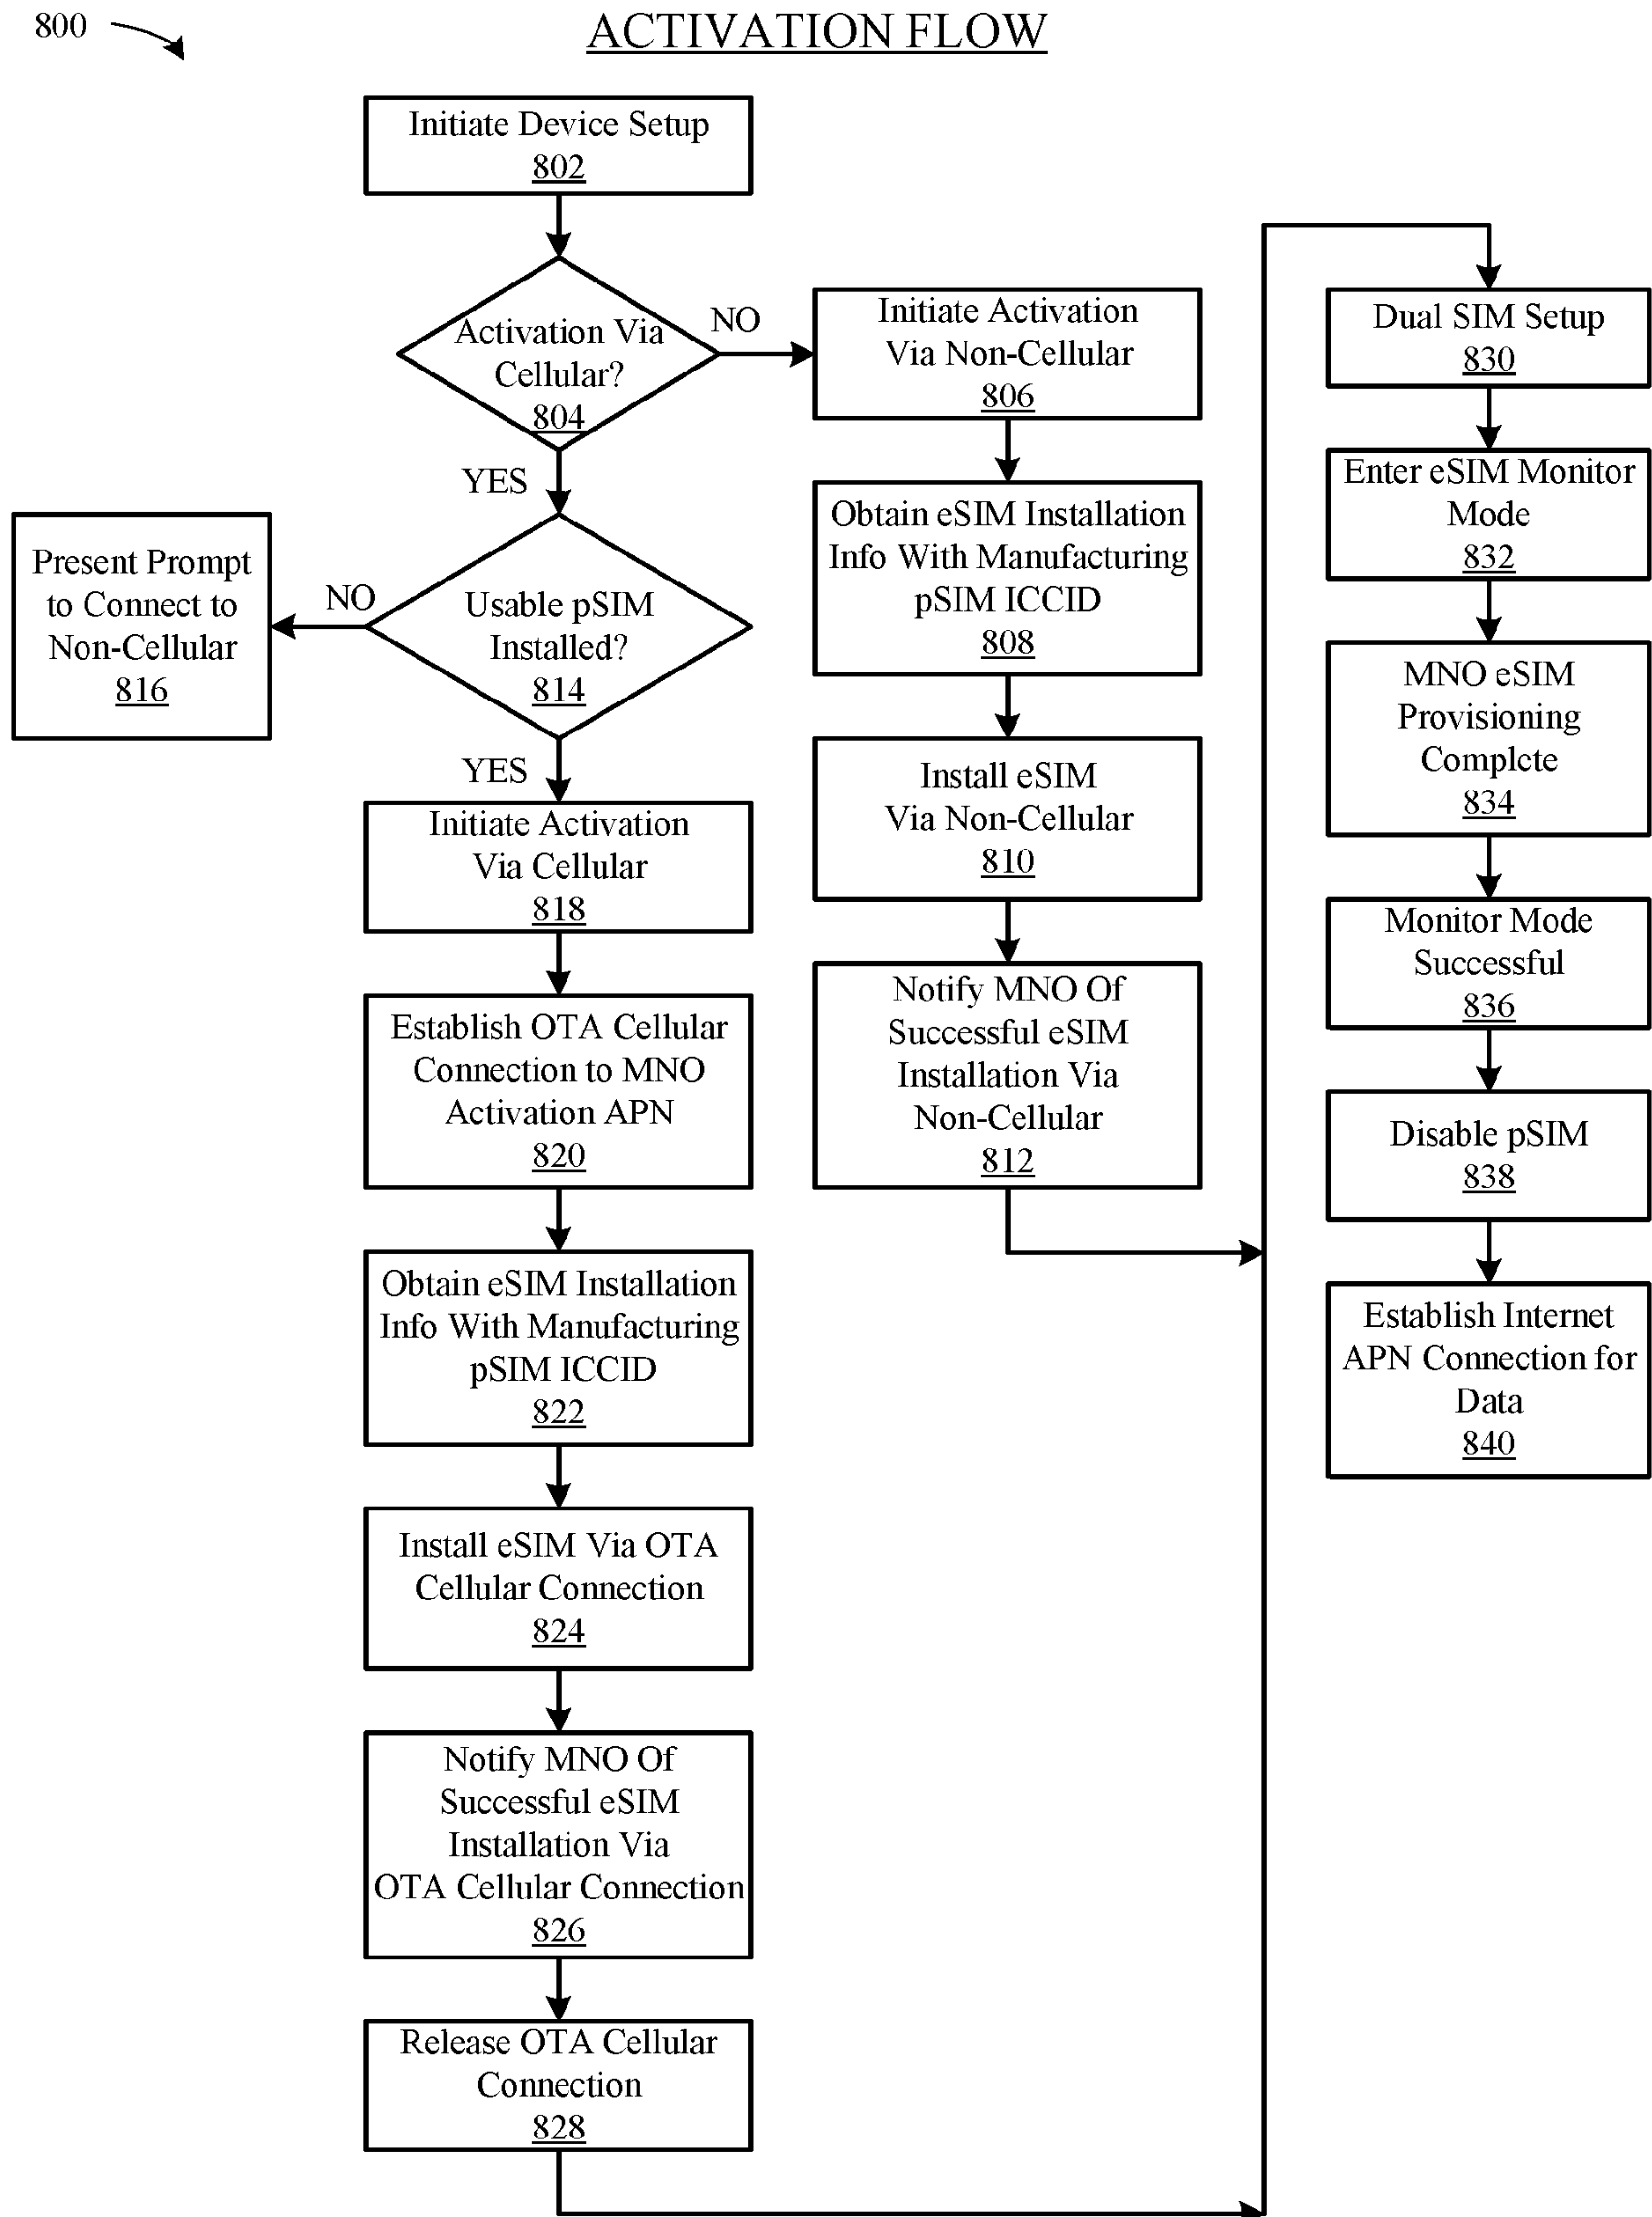 800
ACTIVATION FLOW
Initiate Device Setup
802
Activation Via
Cellular?
804
NO
YES
Initiate Activation
Via Non-Cellular
806
Obtain eSIM Installation
Info With Manufacturing
pSIM ICCID
808
Install eSIM
Via Non-Cellular
810
Notify MNO Of
Successful eSIM
Installation Via
Non-Cellular
812
Usable pSIM
Installed?
814
NO
YES
Present Prompt
to Connect to
Non-Cellular
816
Initiate Activation
Via Cellular
818
Establish OTA Cellular
Connection to MNO
Activation APN
820
Obtain eSIM Installation
Info With Manufacturing
pSIM ICCID
822
Install eSIM Via OTA
Cellular Connection
824
Notify MNO Of
Successful eSIM
Installation Via
OTA Cellular Connection
826
Release OTA Cellular
Connection
828
Dual SIM Setup
830
Enter eSIM Monitor
Mode
832
MNO eSIM
Provisioning
Complete
834
Monitor Mode
Successful
836
Disable pSIM
838
Establish Internet
APN Connection for
Data
840